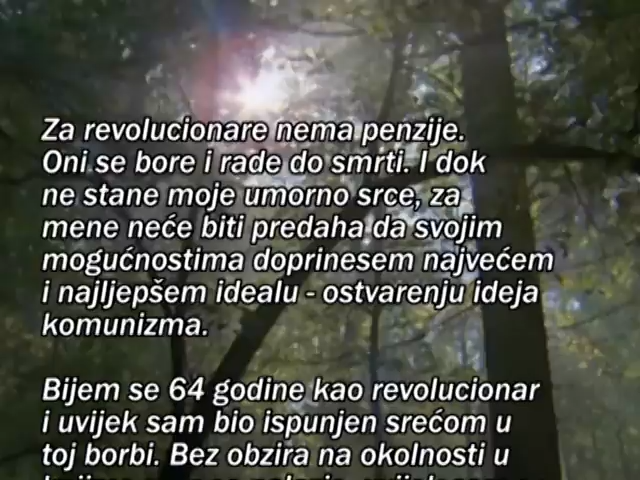 Za revolucionare nema penzije.
Oni se bore i rade do smrti. I dok
ne stane moje umorno srce, za
mene neće biti predaha da svojim
mogućnostima doprinesem najvećem
i najljepšem idealu - ostvarenju ideja
komunizma.
Bijem se 64 godine kao revolucionar
i uvijek sam bio ispunjen srećom u
toj borbi. Bez obzira na okolnosti u